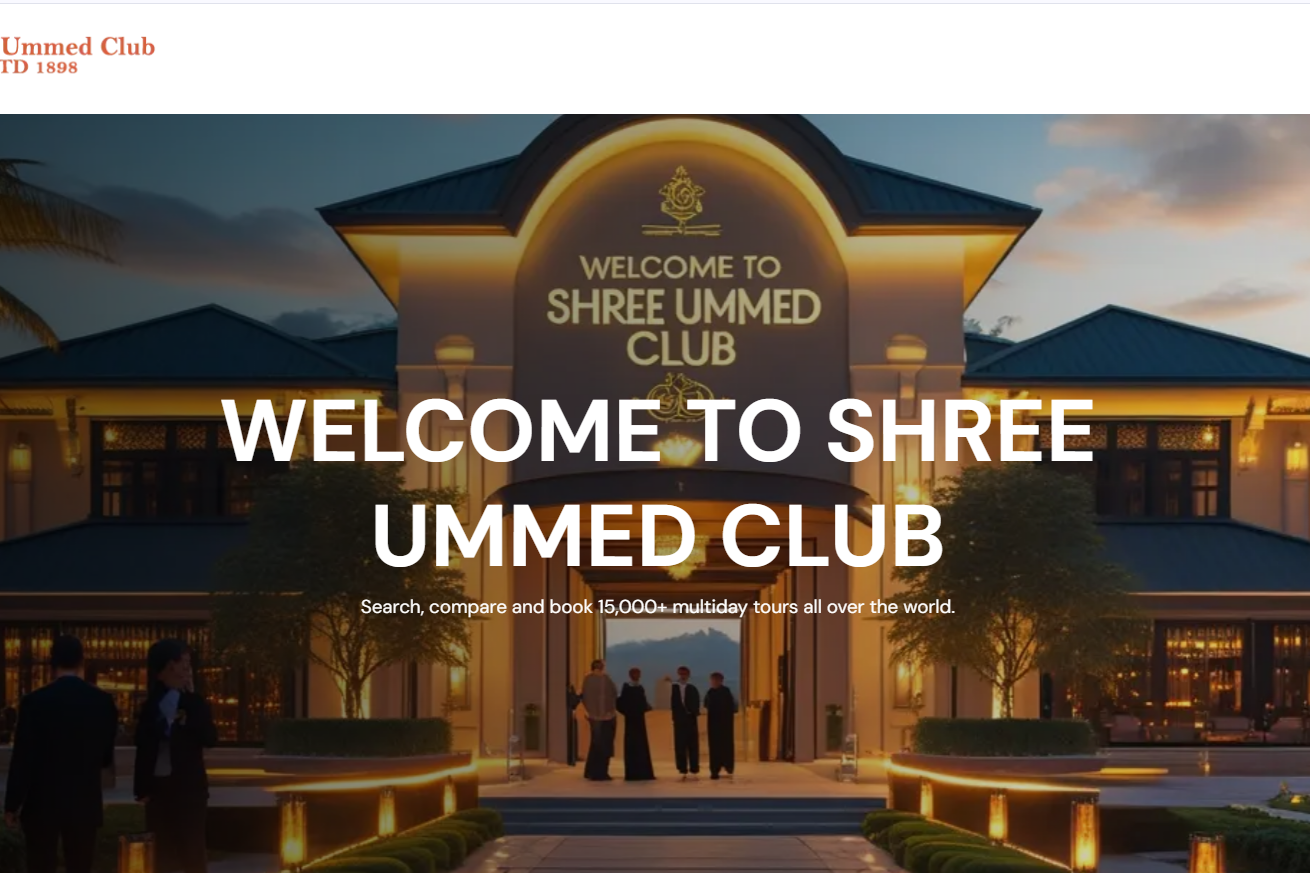 Ummed Club
TD 1898
WELCOME TO
SHREE UMMED
CLUB
WELCOME TO SHREE
UMMED CLUB
Search, compare and book 15,000+ multiday tours all over the world.